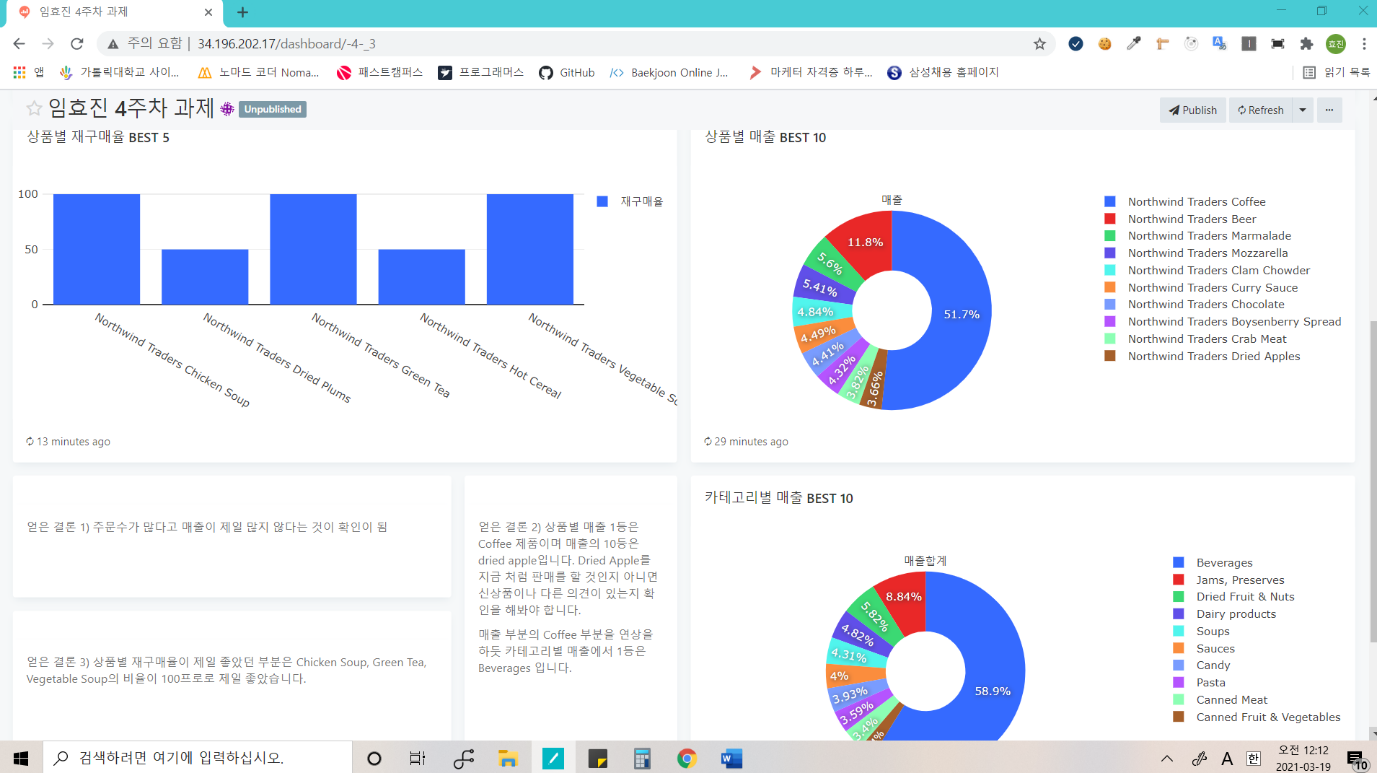 임효진 4주차 과제
주의 요함 | 34.196.202.17/dashboard/-4-_3
효진
앱
가톨릭대학교 사이...
노마드 코더 Noma...
패스트캠퍼스
프로그래머스
GitHub
Baekjoon Online J...
마케터 자격증 하루...
삼성채용 홈페이지
읽기 목록
임효진 4주차 과제
Unpublished
Publish
Refresh
상품별 재구매율 BEST 5
100
50
0
재구매율
Northwind Traders Chicken Soup
Northwind Traders Dried Plums
Northwind Traders Green Tea
Northwind Traders Hot Cereal
Northwind Traders Vegetable So
13 minutes ago
상품별 매출 BEST 10
매출
11.8%
5.6%
5.41%
4.84%
4.49%
4.41%
4.32%
3.82%
3.66%
51.7%
Northwind Traders Coffee
Northwind Traders Beer
Northwind Traders Marmalade
Northwind Traders Mozzarella
Northwind Traders Clam Chowder
Northwind Traders Curry Sauce
Northwind Traders Chocolate
Northwind Traders Boysenberry Spread
Northwind Traders Crab Meat
Northwind Traders Dried Apples
29 minutes ago
얻은 결론 1) 주문수가 많다고 매출이 제일 많지 않다는 것이 확인이 됨
얻은 결론 2) 상품별 매출 1등은
Coffee 제품이며 매출의 10등은
dried apple입니다. Dried Apple를
지금 처럼 판매를 할 것인지 아니면
신상품이나 다른 의견이 있는지 확
인을 해봐야 합니다.
매출 부분의 Coffee 부분을 연상을
하듯 카테고리별 매출에서 1등은
Beverages 입니다.
얻은 결론 3) 상품별 재구매율이 제일 좋았던 부분은 Chicken Soup, Green Tea,
Vegetable Soup의 비율이 100프로로 제일 좋았습니다.
카테고리별 매출 BEST 10
매출합계
8.84%
5.82%
4.82%
4.31%
4%
3.93%
3.59%
3.4%
58.9%
Beverages
Jams, Preserves
Dried Fruit & Nuts
Dairy products
Soups
Sauces
Candy
Pasta
Canned Meat
Canned Fruit & Vegetables
검색하려면 여기에 입력하십시오.
A
한
오전 12:12
2021-03-19
10